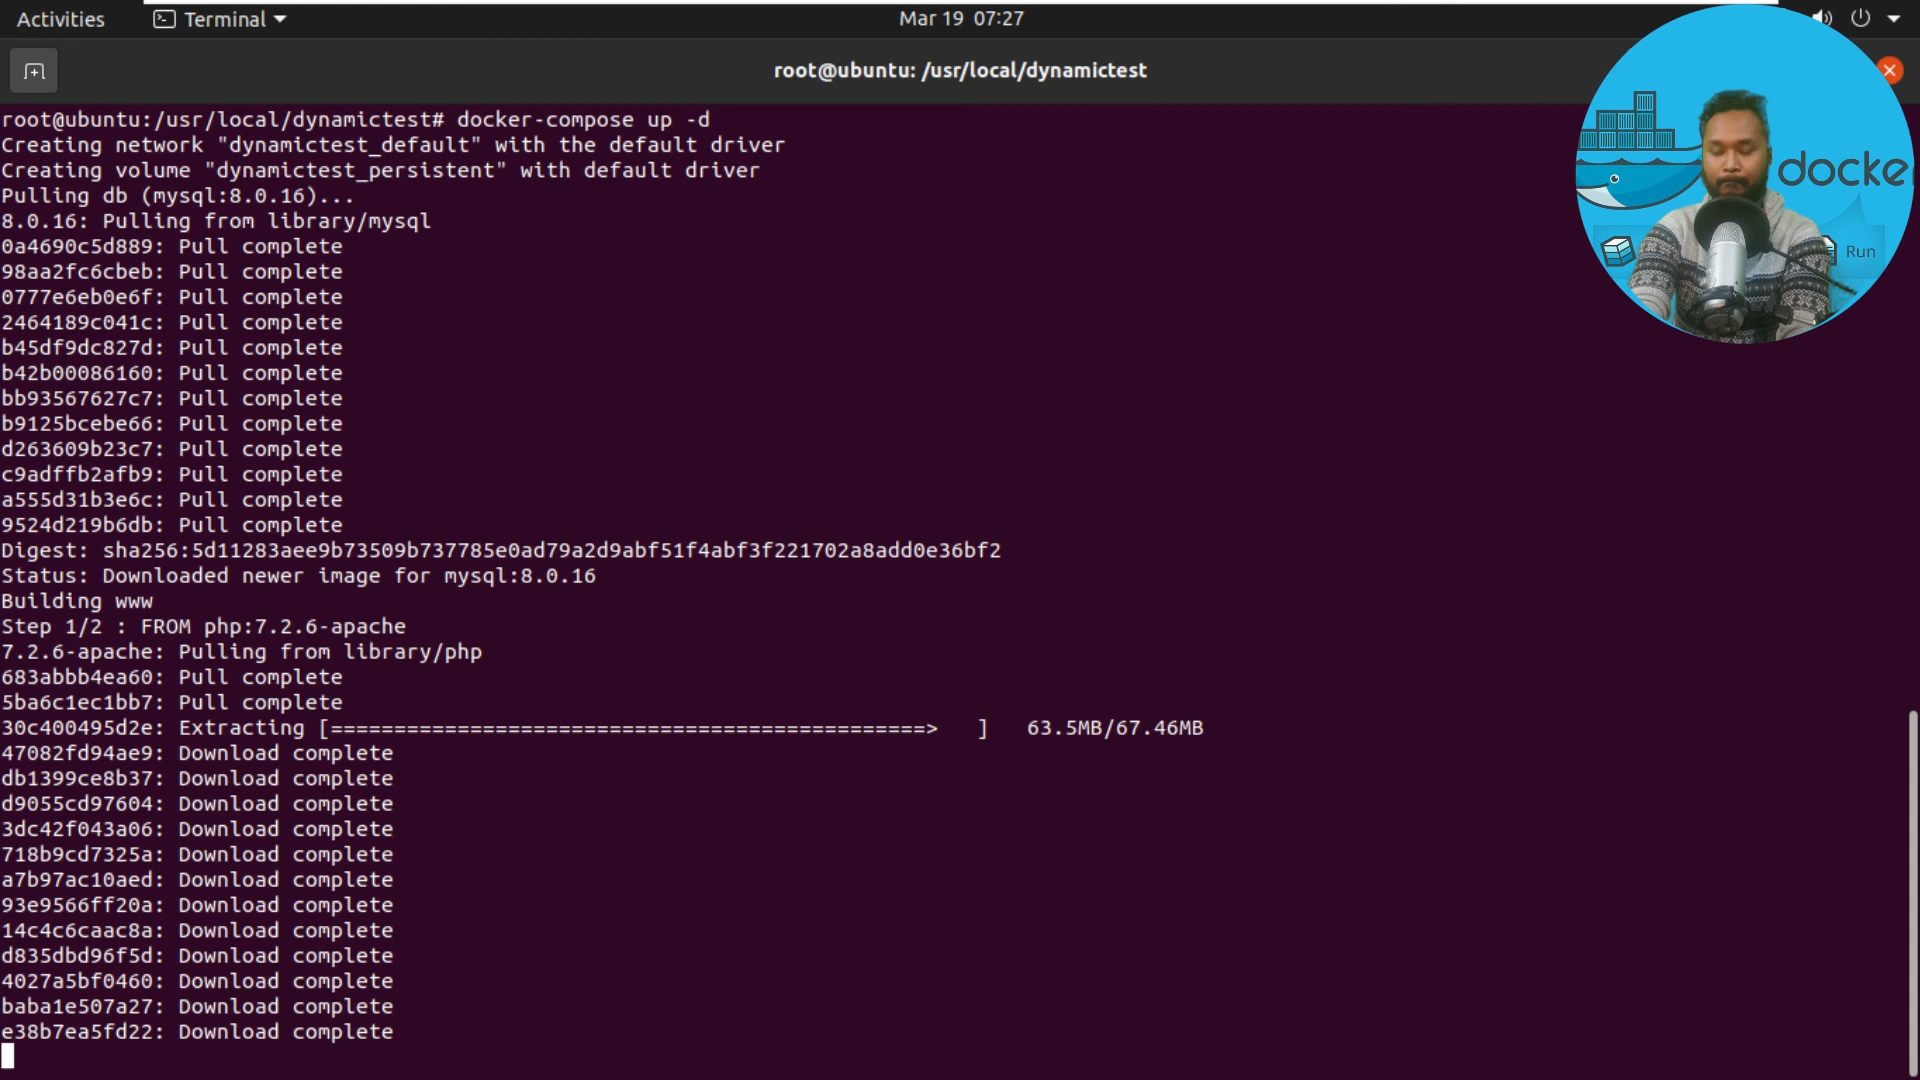 Activities
Terminal
Mar 19 07:27
root@ubuntu: /usr/local/dynamictest
root@ubuntu:/usr/local/dynamictest# docker-compose up -d
Creating network "dynamictest_default" with the default driver
Creating volume "dynamictest_persistent" with default driver
Pulling db (mysql:8.0.16)...
8.0.16: Pulling from library/mysql
0a4690c5d889: Pull complete
98aa2fc6cbeb: Pull complete
0777e6eb0e6f: Pull complete
2464189c041c: Pull complete
b45df9dc827d: Pull complete
b42b00086160: Pull complete
bb93567627c7: Pull complete
b9125bcebe66: Pull complete
d263609b23c7: Pull complete
c9adffb2afb9: Pull complete
a555d31b3e6c: Pull complete
9524d219b6db: Pull complete
Digest: sha256:5d11283aee9b73509b737785e0ad79a2d9abf51f4abf3f221702a8add0e36bf2
Status: Downloaded newer image for mysql:8.0.16
Building www
Step 1/2 : FROM php:7.2.6-apache
7.2.6-apache: Pulling from library/php
683abbb4ea60: Pull complete
5ba6c1ec1bb7: Pull complete
30c400495d2e: Extracting [===============================================>   ]   63.5MB/67.46MB
47082fd94ae9: Download complete
db1399ce8b37: Download complete
d9055cd97604: Download complete
3dc42f043a06: Download complete
718b9cd7325a: Download complete
a7b97ac10aed: Download complete
93e9566ff20a: Download complete
14c4c6caac8a: Download complete
d835dbd96f5d: Download complete
4027a5bf0460: Download complete
baba1e507a27: Download complete
e38b7ea5fd22: Download complete
docke
Run